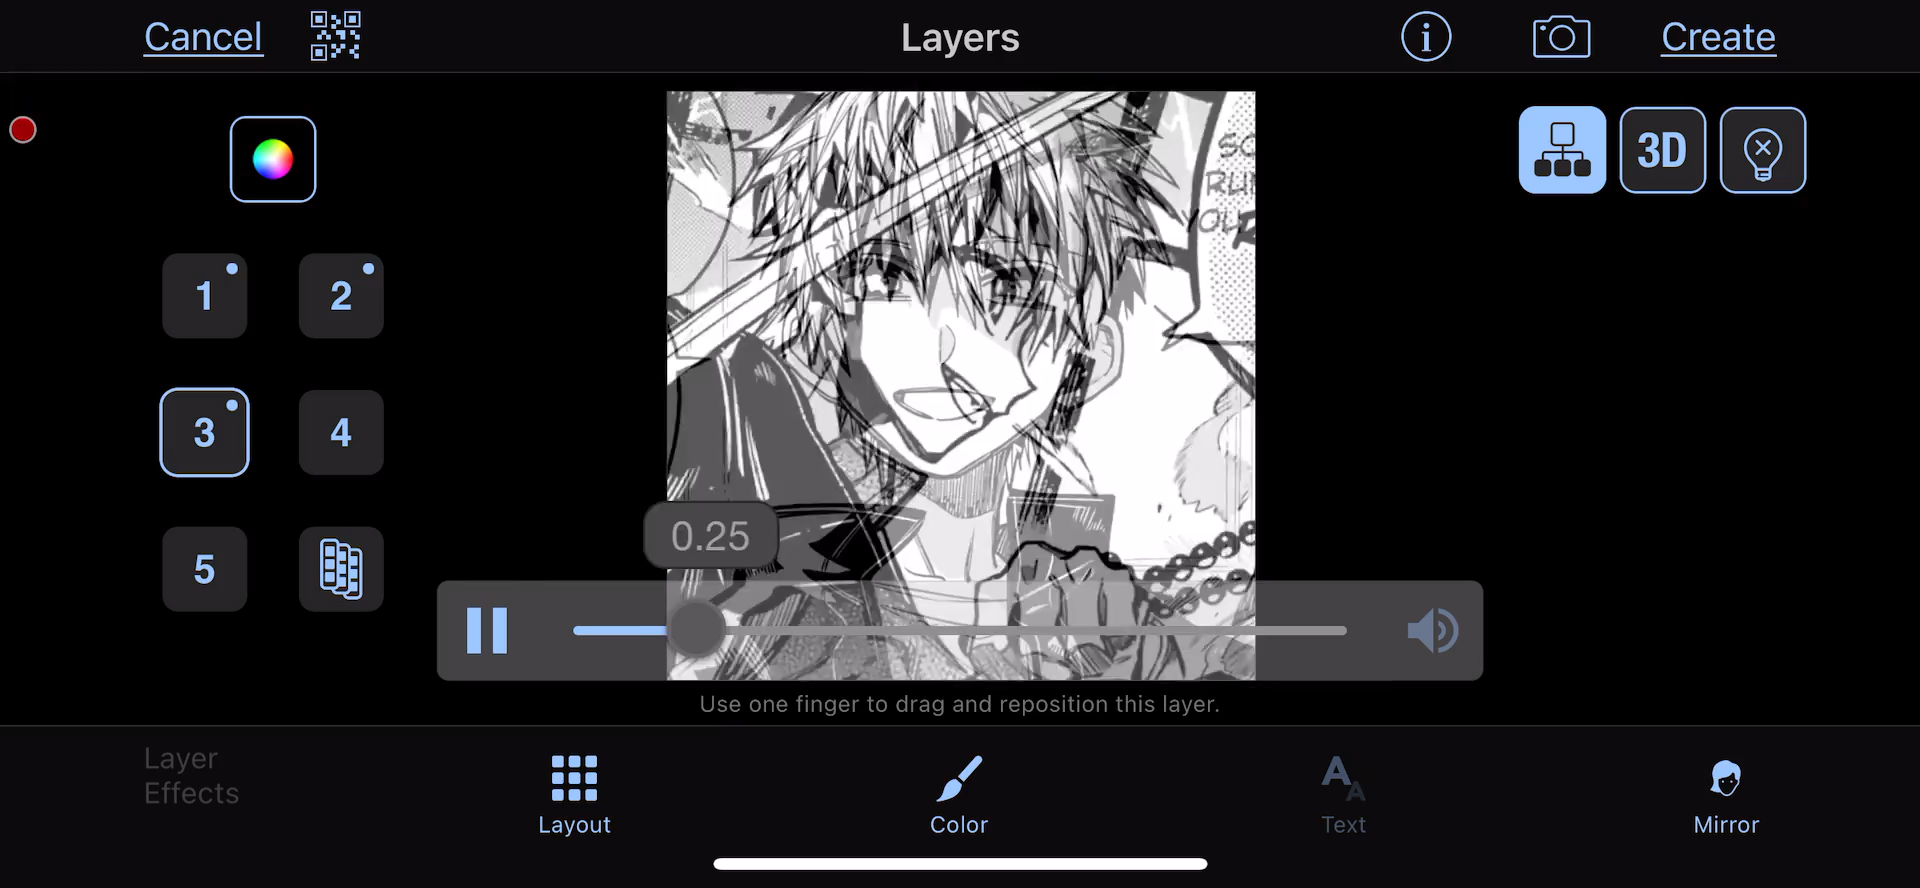 Cancel
Layers
Create
3D
1
2
3
4
5
0.25
Use one finger to drag and reposition this layer.
Layer
Effects
Layout
Color
Text
Mirror